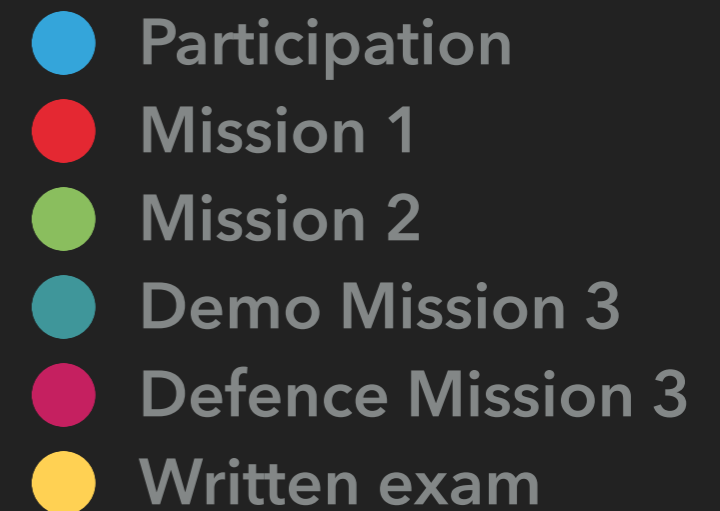 Participation
Mission 1
Mission 2
Demo Mission 3
Defence Mission 3
Written exam